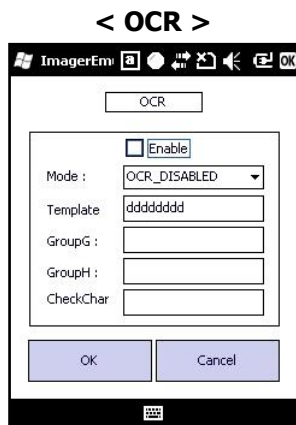 < OCR >
ImagerEm a OK
OCR
Enable
Mode : OCR_DISABLED
Template dddddddd
GroupG :
GroupH :
CheckChar
OK Cancel